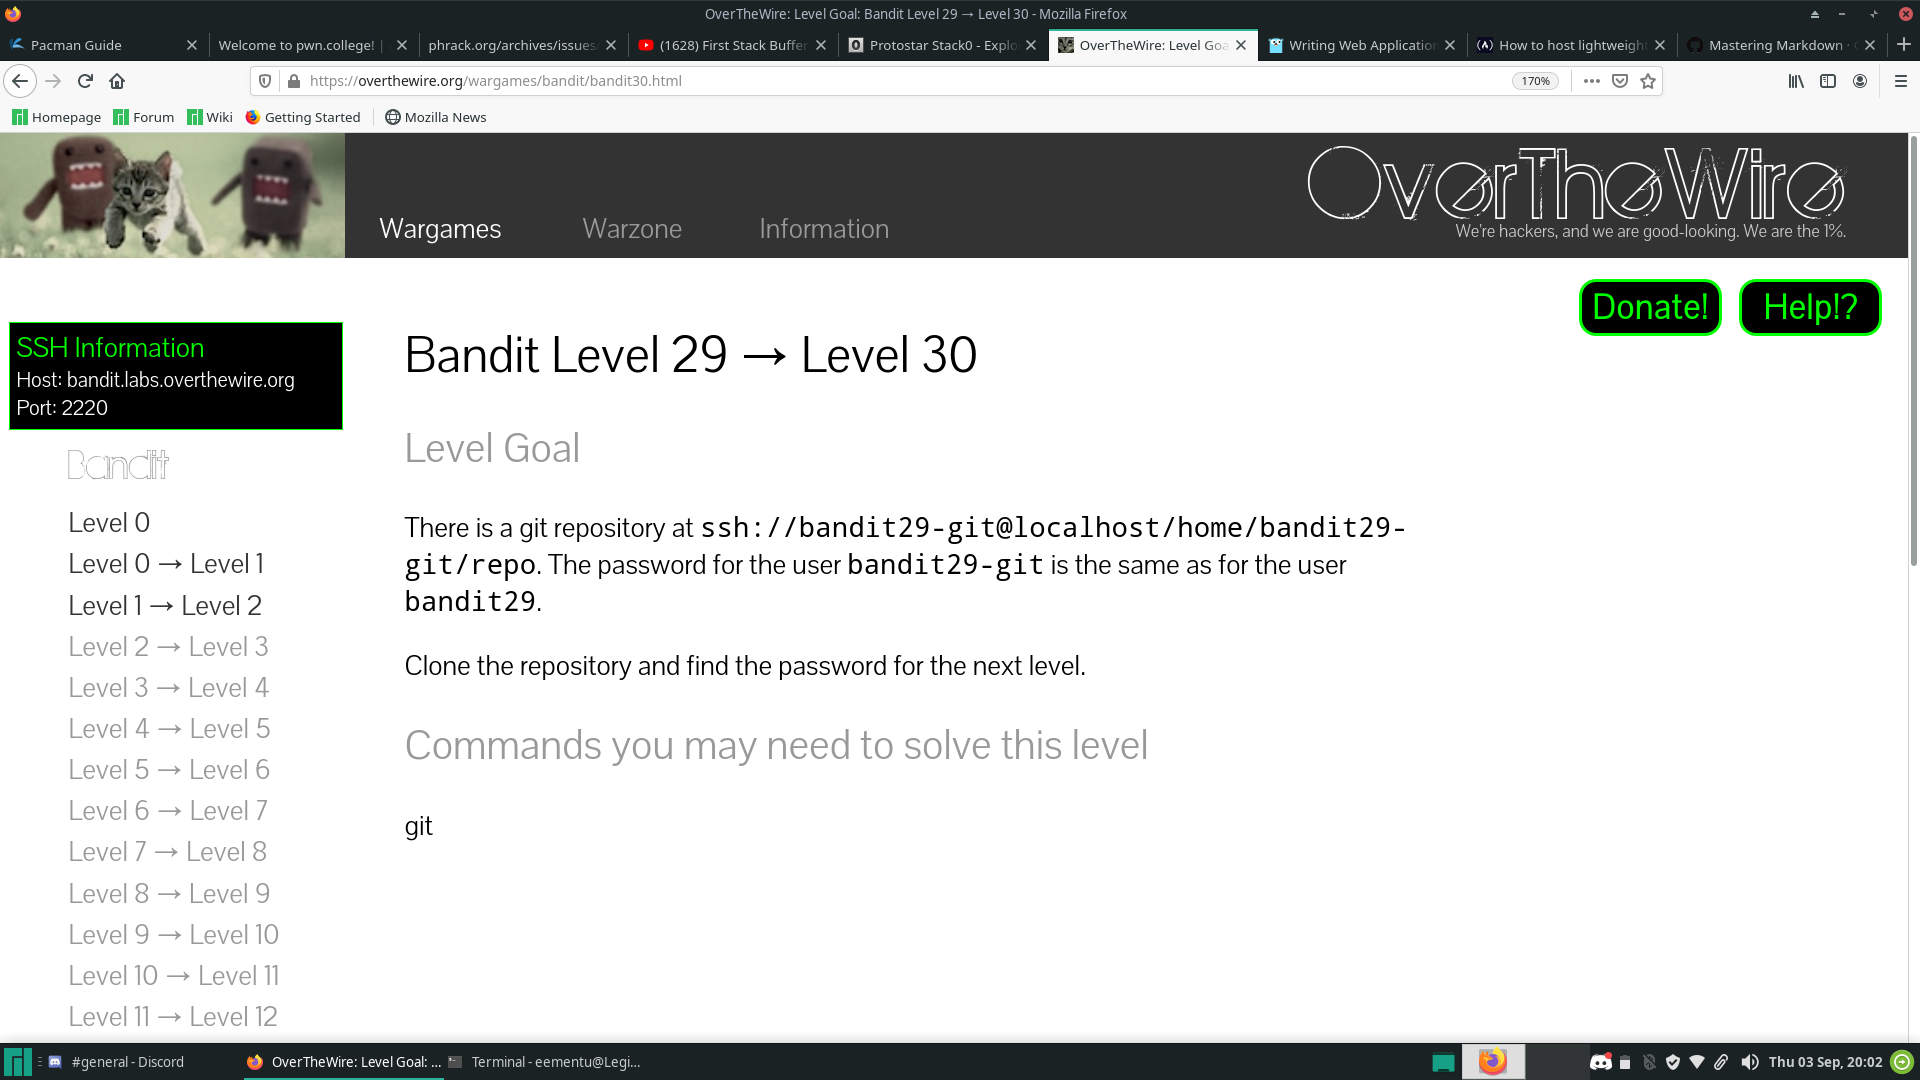 OverTheWire: Level Goal: Bandit Level 29 → Level 30 - Mozilla Firefox
Pacman Guide
Welcome to pwn.college! |
phrack.org/archives/issues
(1628) First Stack Buffer
Protostar Stack0 - Explo
OverTheWire: Level Goa
Writing Web Application
How to host lightweight
Mastering Markdown ·
https://overthewire.org/wargames/bandit/bandit30.html
170%
Homepage
Forum
Wiki
Getting Started
Mozilla News
Wargames
Warzone
Information
OverTheWire
We're hackers, and we are good-looking. We are the 1%.
Donate!
Help!?
SSH Information
Host: bandit.labs.overthewire.org
Port: 2220
Bandit
Level 0
Level 0 → Level 1
Level 1 → Level 2
Level 2 → Level 3
Level 3 → Level 4
Level 4 → Level 5
Level 5 → Level 6
Level 6 → Level 7
Level 7 → Level 8
Level 8 → Level 9
Level 9 → Level 10
Level 10 → Level 11
Level 11 → Level 12
Bandit Level 29 → Level 30
Level Goal
There is a git repository at ssh://bandit29-git@localhost/home/bandit29-
git/repo. The password for the user bandit29-git is the same as for the user
bandit29.
Clone the repository and find the password for the next level.
Commands you may need to solve this level
git
#general - Discord
OverTheWire: Level Goal: ...
Terminal - eementu@Legi...
Thu 03 Sep, 20:02